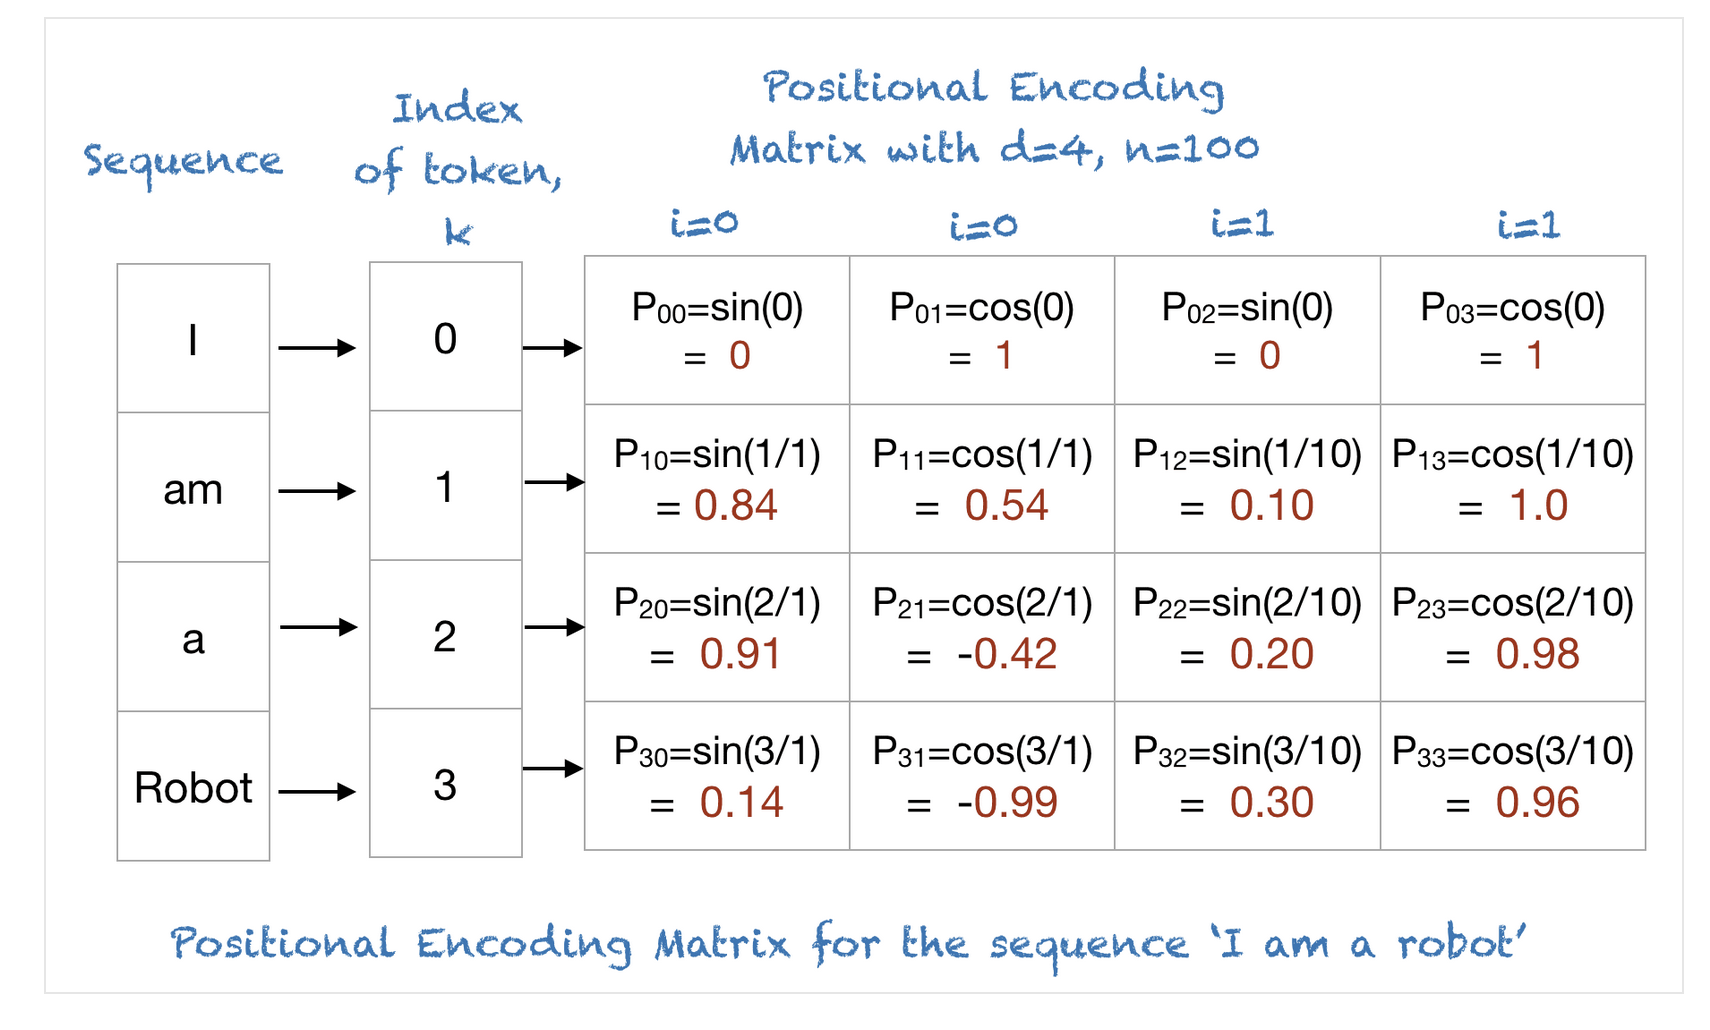 Positional Encoding
Matrix with d=4, n=100
Index
of token,
k
Sequence
i=0 i=0 i=1 i=1
I 0 P00=sin(0) P01=cos(0) P02=sin(0) P03=cos(0)
= 0 = 1 = 0 = 1
am 1 P10=sin(1/1) P11=cos(1/1) P12=sin(1/10) P13=cos(1/10)
= 0.84 = 0.54 = 0.10 = 1.0
a 2 P20=sin(2/1) P21=cos(2/1) P22=sin(2/10) P23=cos(2/10)
= 0.91 = -0.42 = 0.20 = 0.98
Robot 3 P30=sin(3/1) P31=cos(3/1) P32=sin(3/10) P33=cos(3/10)
= 0.14 = -0.99 = 0.30 = 0.96
Positional Encoding Matrix for the sequence ‘I am a robot’